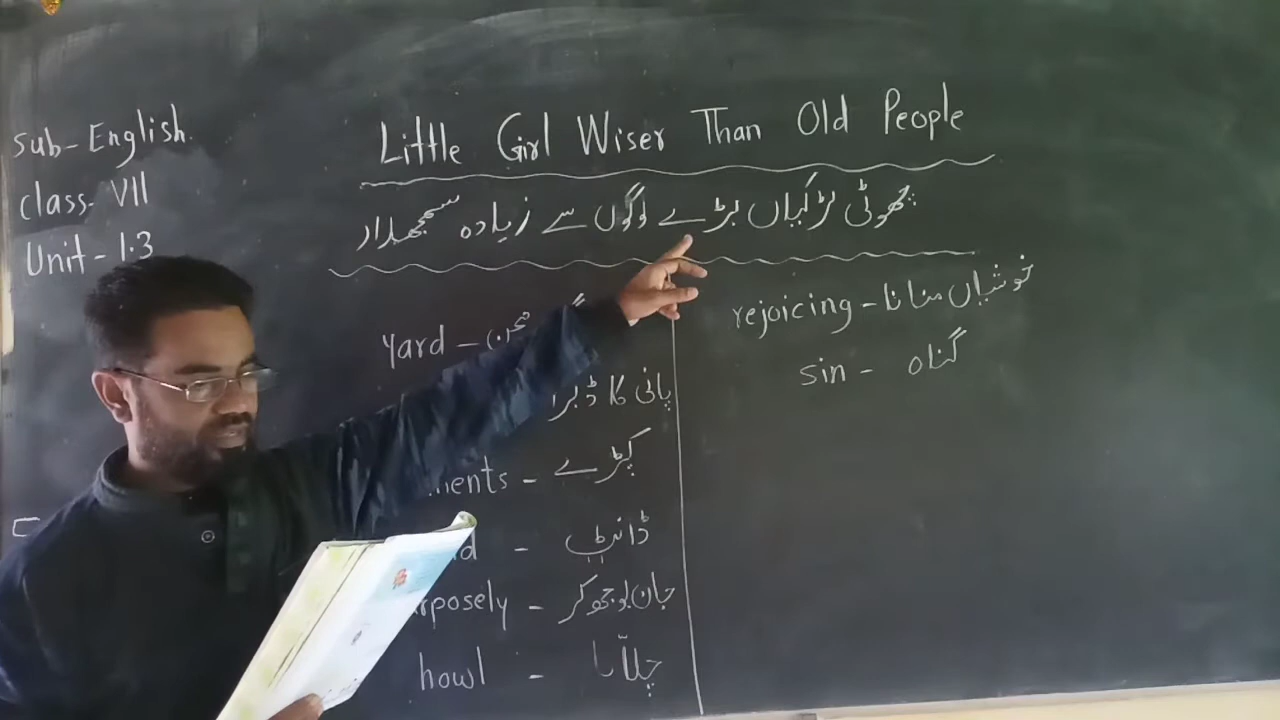 Sub- English.
Class- VII
Unit - 1.3
Little Girl Wiser Than Old People
چھوٹی لڑکیاں بڑے لوگوں سے زیادہ سمجھدار
yard - صحن
پانی کا ڈبرا
ments - کپڑے
d - ڈانٹ
rposely - جان بوجھ کر
howl - چلّانا
rejoicing - خوشیاں منانا
sin - گناہ